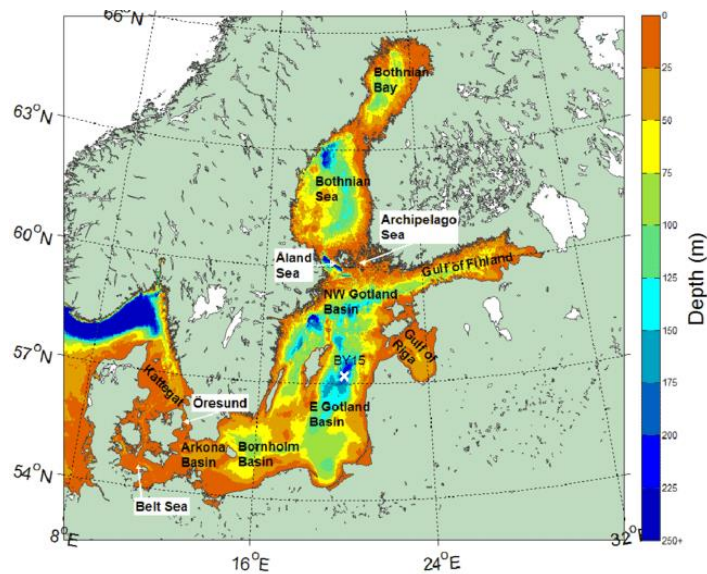 66°N
63°N
60°N
57°N
54°N
8°E
16°E
24°E
32°E
Bothnian
Bay
Bothnian
Sea
Archipelago
Sea
Åland
Sea
Gulf of Finland
NW Gotland
Basin
Gulf of
Riga
BY15
Kattegat
Öresund
E Gotland
Basin
Arkona
Basin
Bornholm
Basin
Belt Sea
0
25
50
75
100
125
150
175
200
225
250+
Depth (m)